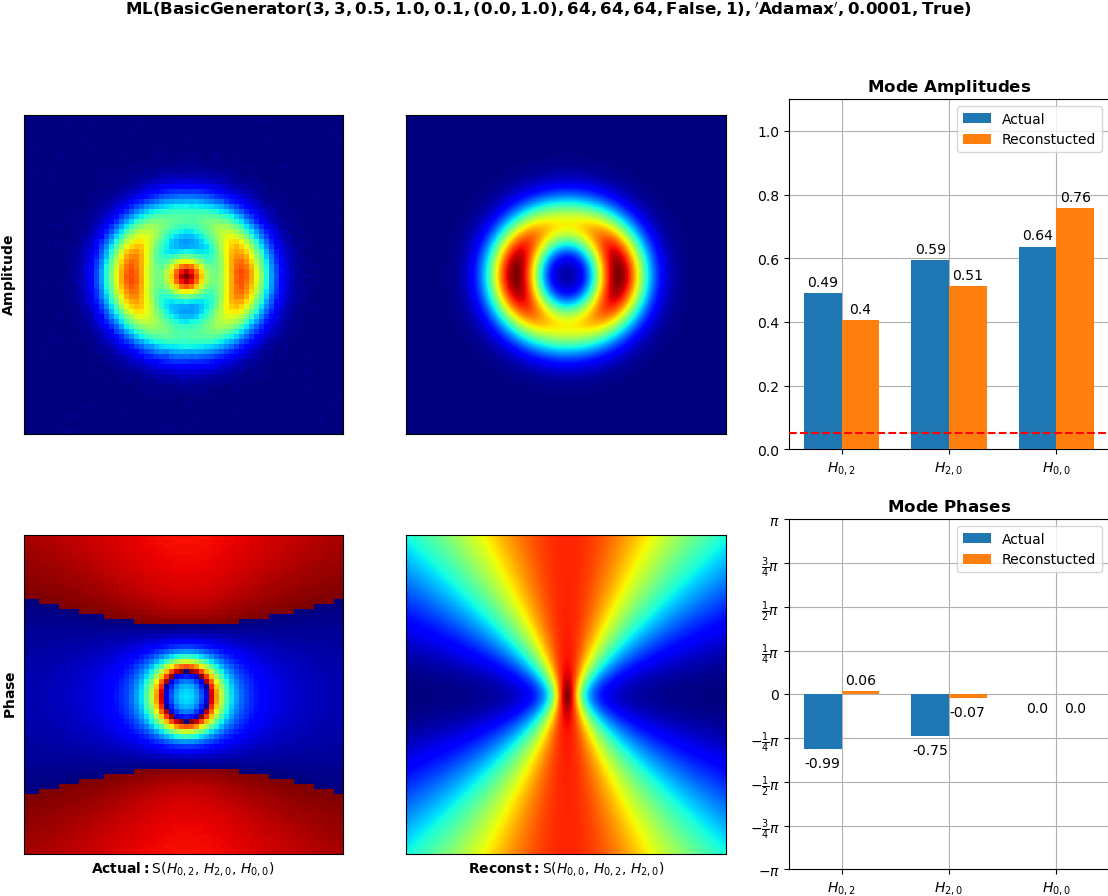 ML(BasicGenerator(3, 3, 0.5, 1.0, 0.1, (0.0, 1.0), 64, 64, 64, False, 1), ′Adamax′, 0.0001, True)
Amplitude
Mode Amplitudes
Actual
Reconstucted
1.0
0.8
0.6
0.4
0.2
0.0
0.49
0.4
0.59
0.51
0.64
0.76
H0, 2
H2, 0
H0, 0
Phase
Actual: S(H0, 2, H2, 0, H0, 0)
Reconst: S(H0, 0, H0, 2, H2, 0)
Mode Phases
Actual
Reconstucted
π
3/4π
1/2π
1/4π
0
−1/4π
−1/2π
−3/4π
−π
-0.99
0.06
-0.75
-0.07
0.0
0.0
H0, 2
H2, 0
H0, 0